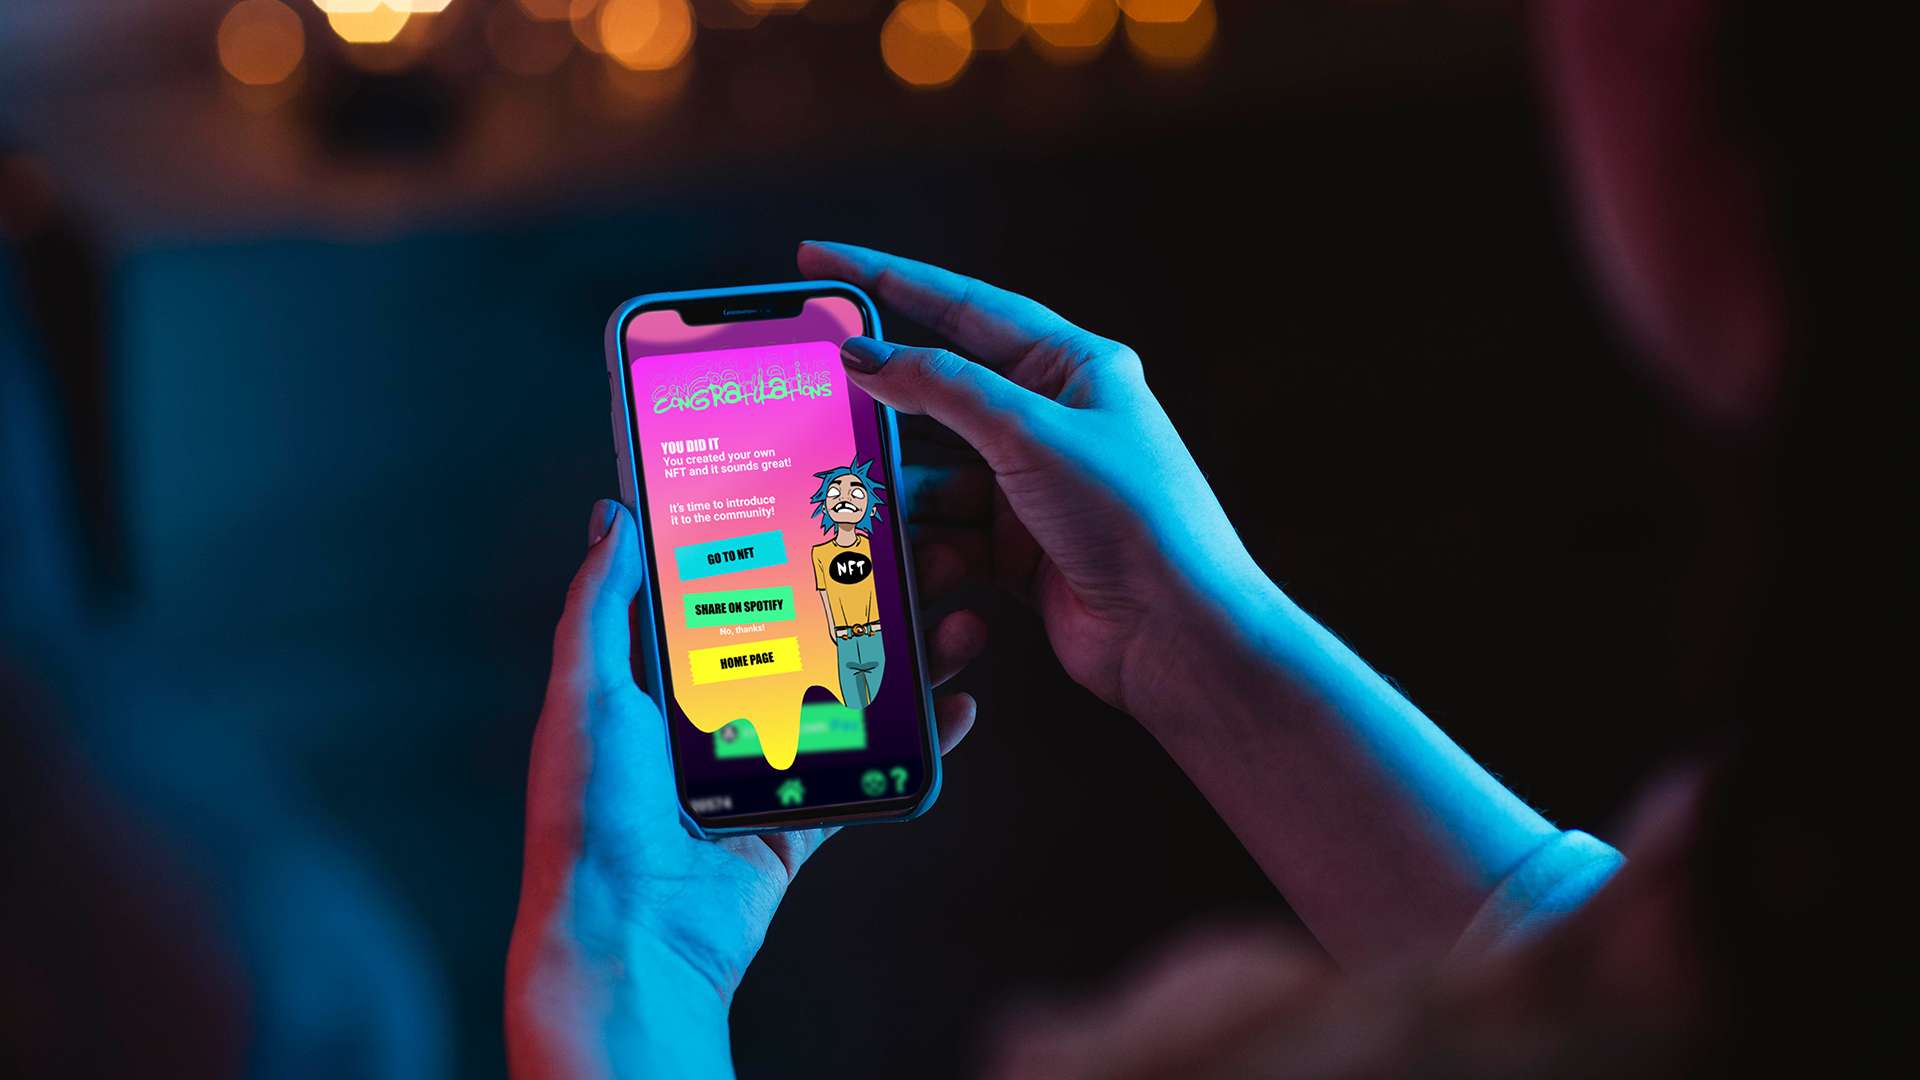 CONGRatuLatiONS
YOU DID IT
You created your own
NFT and it sounds great!
It's time to introduce
it to the community!
GO TO NFT
NFT
SHARE ON SPOTIFY
No, thanks!
HOME PAGE
?